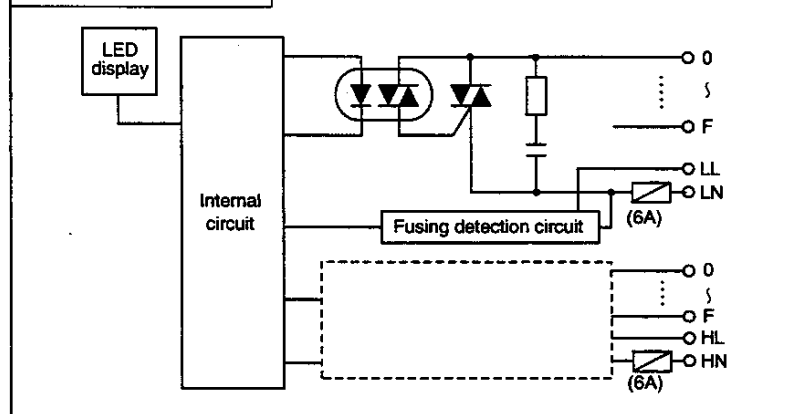 LED
display
0
F
LL
LN
(6A)
Internal
circuit
Fusing detection circuit
0
F
HL
HN
(6A)